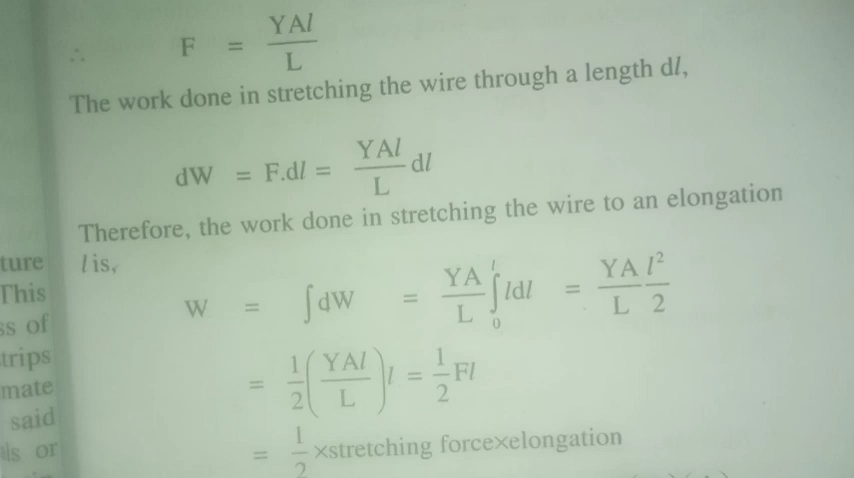 ∴ F = YAl/L
The work done in stretching the wire through a length dl,
dW = F.dl = YAl/L dl
Therefore, the work done in stretching the wire to an elongation
l is,
W = ∫dW = YA/L ∫₀ˡ ldl = YA/L l²/2
= 1/2 (YAl/L) l = 1/2 Fl
= 1/2 ×stretching force×elongation
ture
This
ss of
trips
mate
said
als or